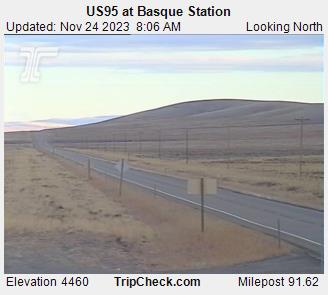 US95 at Basque Station
Updated: Nov 24 2023 8:06 AM Looking North
Elevation 4460 TripCheck.com Milepost 91.62